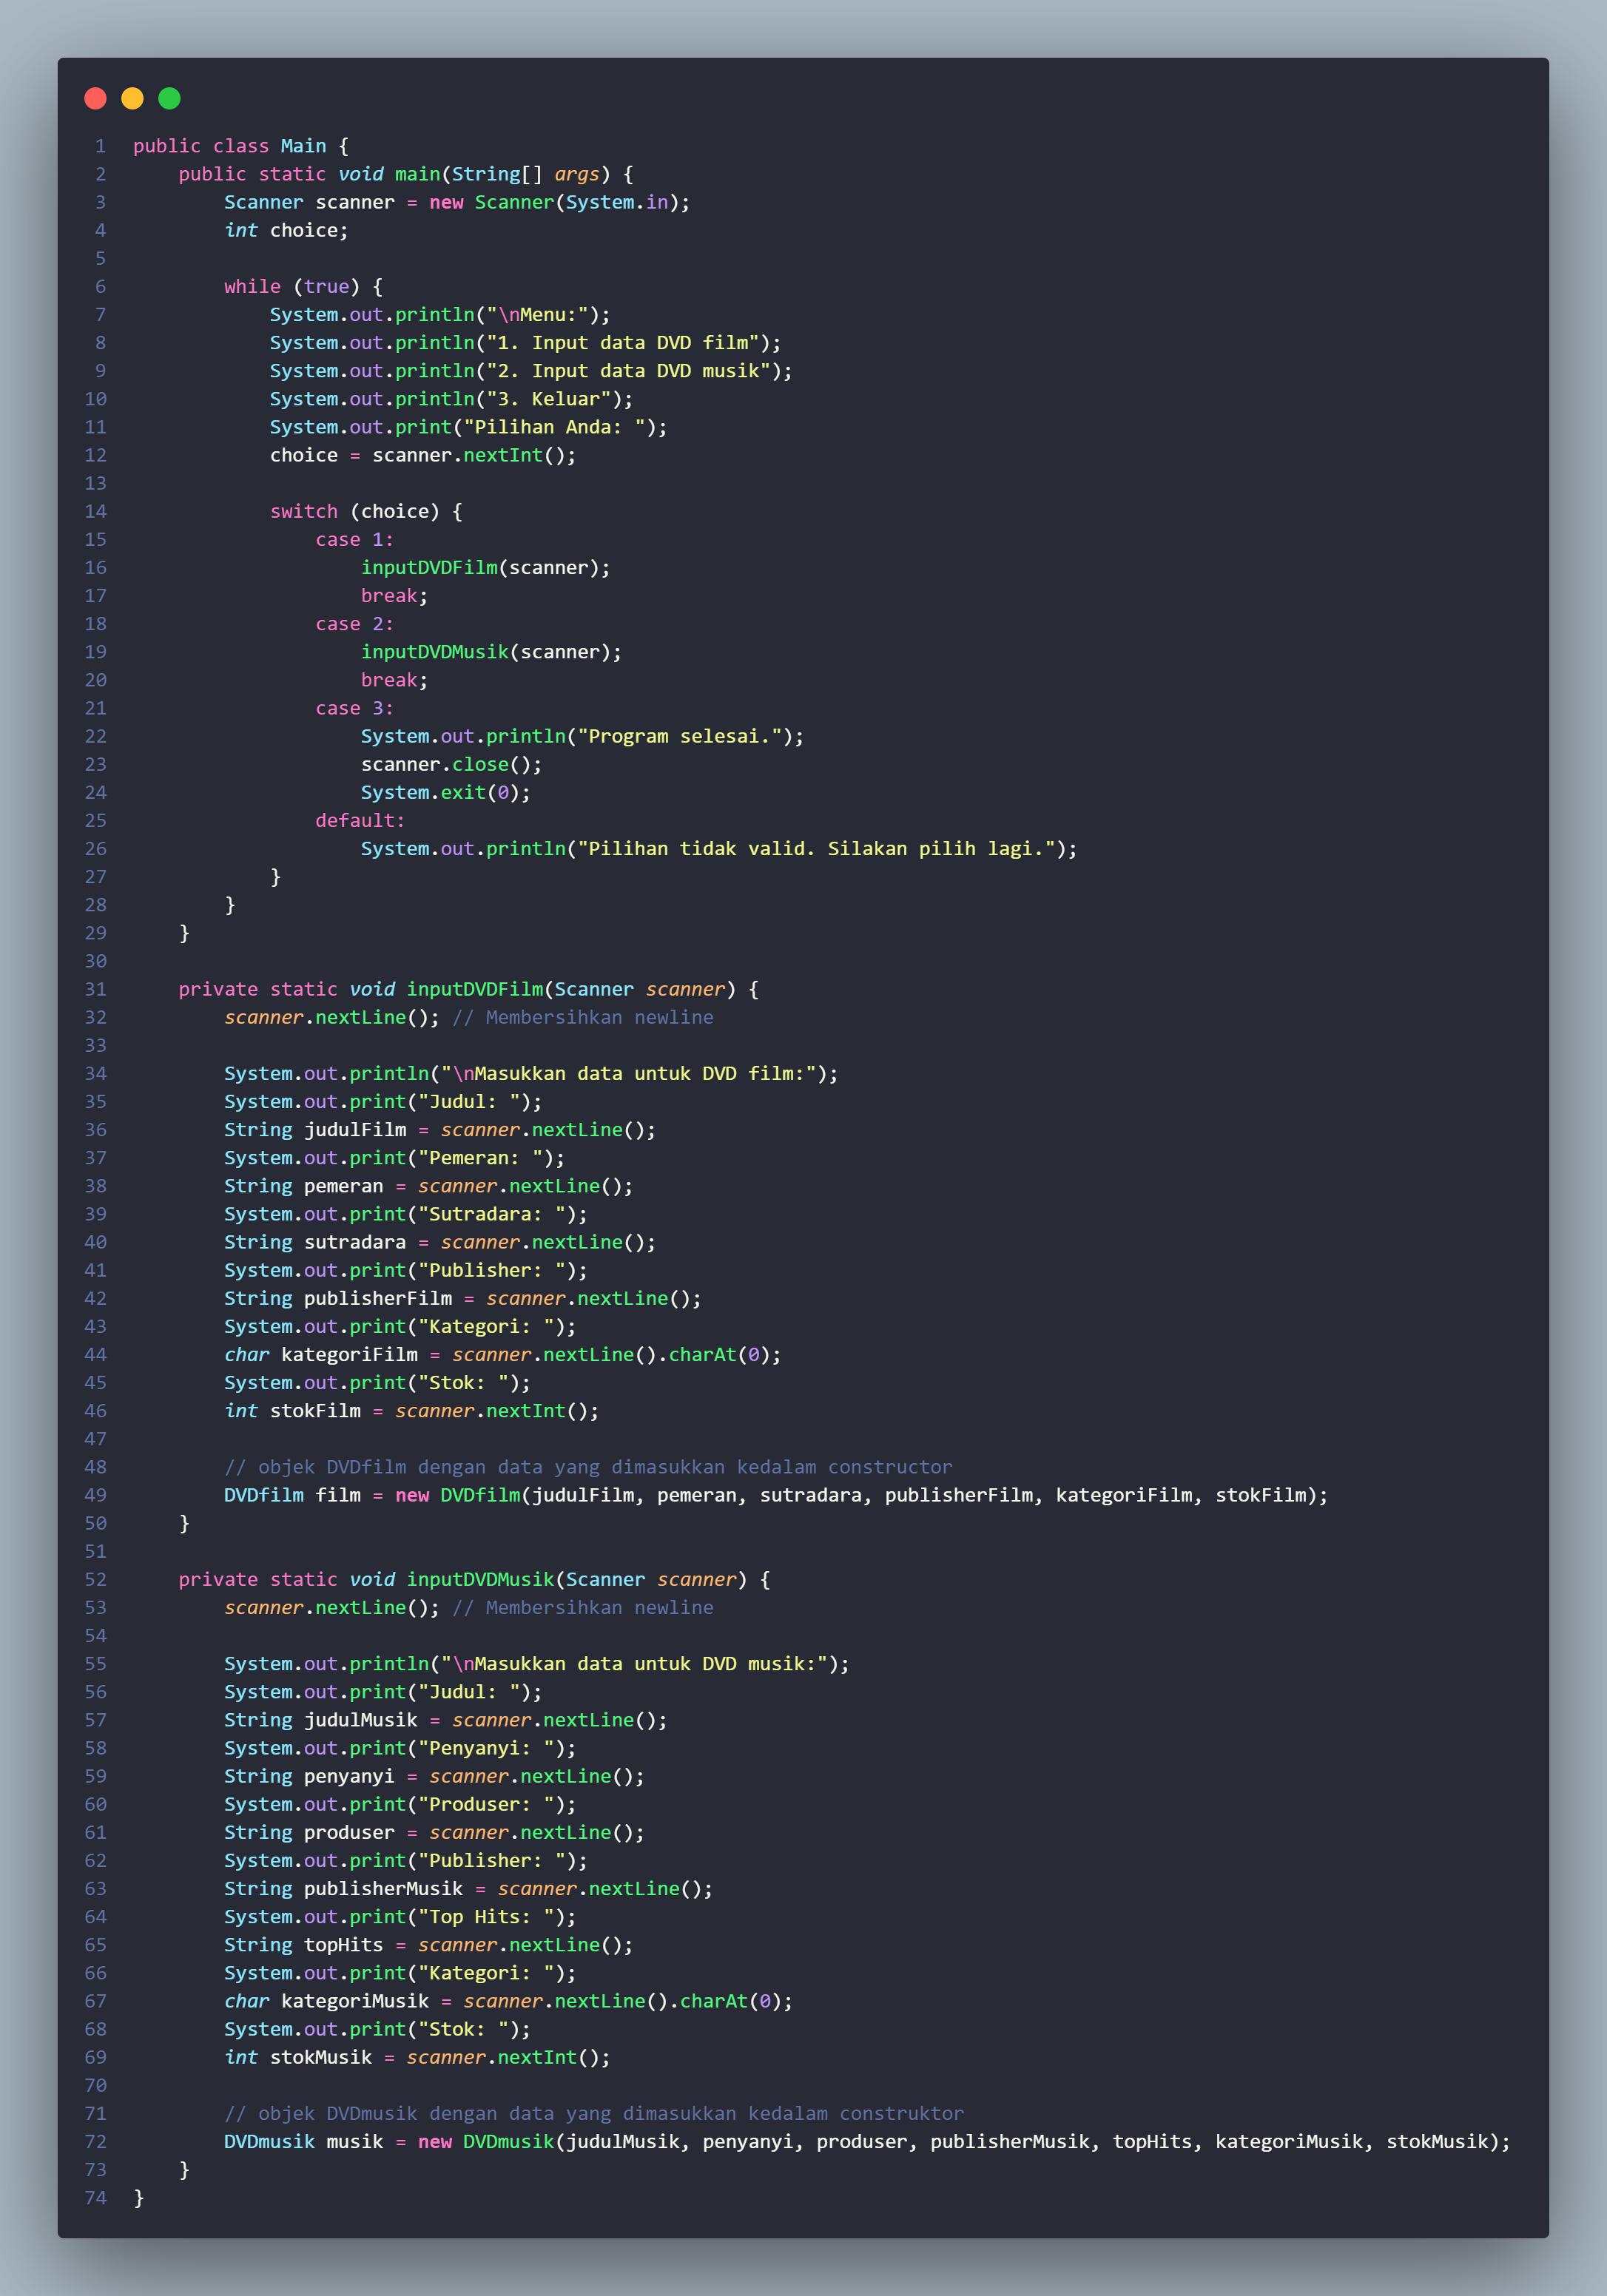 1 public class Main {
2     public static void main(String[] args) {
3         Scanner scanner = new Scanner(System.in);
4         int choice;
5
6         while (true) {
7             System.out.println("\nMenu:");
8             System.out.println("1. Input data DVD film");
9             System.out.println("2. Input data DVD musik");
10             System.out.println("3. Keluar");
11             System.out.print("Pilihan Anda: ");
12             choice = scanner.nextInt();
13
14             switch (choice) {
15                 case 1:
16                     inputDVDFilm(scanner);
17                     break;
18                 case 2:
19                     inputDVDMusik(scanner);
20                     break;
21                 case 3:
22                     System.out.println("Program selesai.");
23                     scanner.close();
24                     System.exit(0);
25                 default:
26                     System.out.println("Pilihan tidak valid. Silakan pilih lagi.");
27             }
28         }
29     }
30
31     private static void inputDVDFilm(Scanner scanner) {
32         scanner.nextLine(); // Membersihkan newline
33
34         System.out.println("\nMasukkan data untuk DVD film:");
35         System.out.print("Judul: ");
36         String judulFilm = scanner.nextLine();
37         System.out.print("Pemeran: ");
38         String pemeran = scanner.nextLine();
39         System.out.print("Sutradara: ");
40         String sutradara = scanner.nextLine();
41         System.out.print("Publisher: ");
42         String publisherFilm = scanner.nextLine();
43         System.out.print("Kategori: ");
44         char kategoriFilm = scanner.nextLine().charAt(0);
45         System.out.print("Stok: ");
46         int stokFilm = scanner.nextInt();
47
48         // objek DVDfilm dengan data yang dimasukkan kedalam constructor
49         DVDfilm film = new DVDfilm(judulFilm, pemeran, sutradara, publisherFilm, kategoriFilm, stokFilm);
50     }
51
52     private static void inputDVDMusik(Scanner scanner) {
53         scanner.nextLine(); // Membersihkan newline
54
55         System.out.println("\nMasukkan data untuk DVD musik:");
56         System.out.print("Judul: ");
57         String judulMusik = scanner.nextLine();
58         System.out.print("Penyanyi: ");
59         String penyanyi = scanner.nextLine();
60         System.out.print("Produser: ");
61         String produser = scanner.nextLine();
62         System.out.print("Publisher: ");
63         String publisherMusik = scanner.nextLine();
64         System.out.print("Top Hits: ");
65         String topHits = scanner.nextLine();
66         System.out.print("Kategori: ");
67         char kategoriMusik = scanner.nextLine().charAt(0);
68         System.out.print("Stok: ");
69         int stokMusik = scanner.nextInt();
70
71         // objek DVDmusik dengan data yang dimasukkan kedalam construktor
72         DVDmusik musik = new DVDmusik(judulMusik, penyanyi, produser, publisherMusik, topHits, kategoriMusik, stokMusik);
73     }
74 }